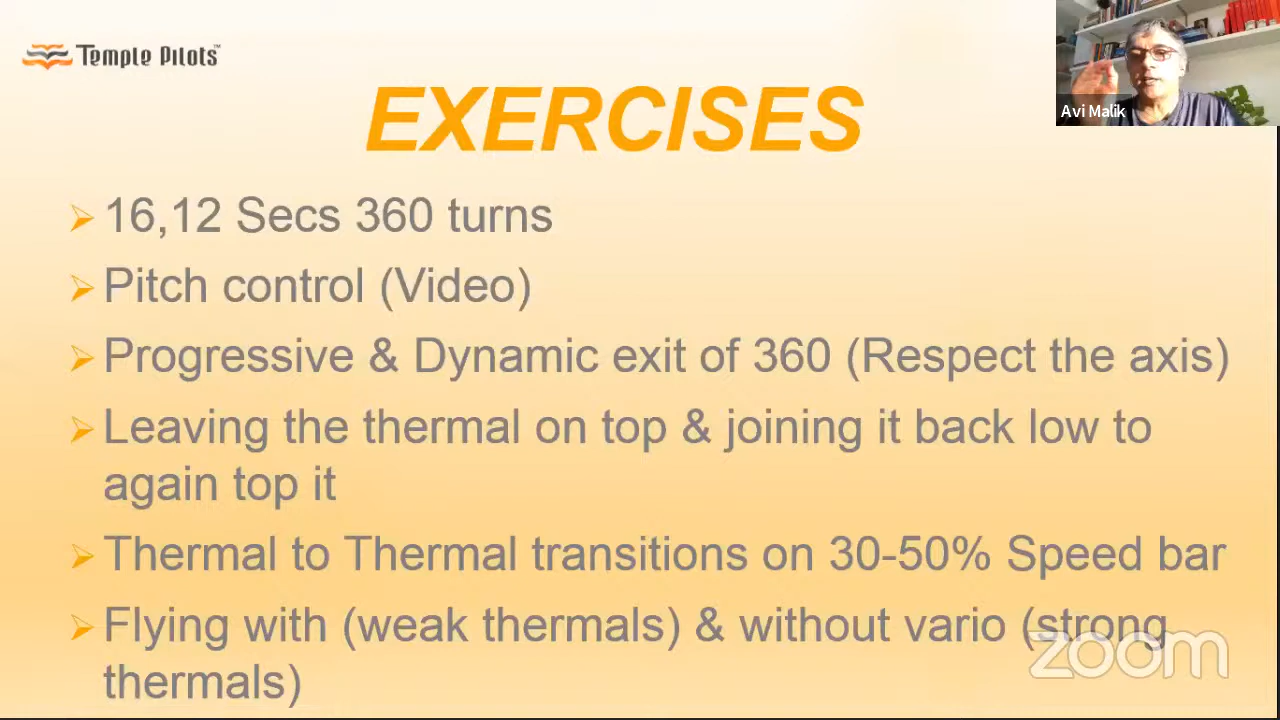 Temple Pilots™
Avi Malik
EXERCISES
16,12 Secs 360 turns
Pitch control (Video)
Progressive & Dynamic exit of 360 (Respect the axis)
Leaving the thermal on top & joining it back low to
again top it
Thermal to Thermal transitions on 30-50% Speed bar
Flying with (weak thermals) & without vario (strong
thermals)
zoom